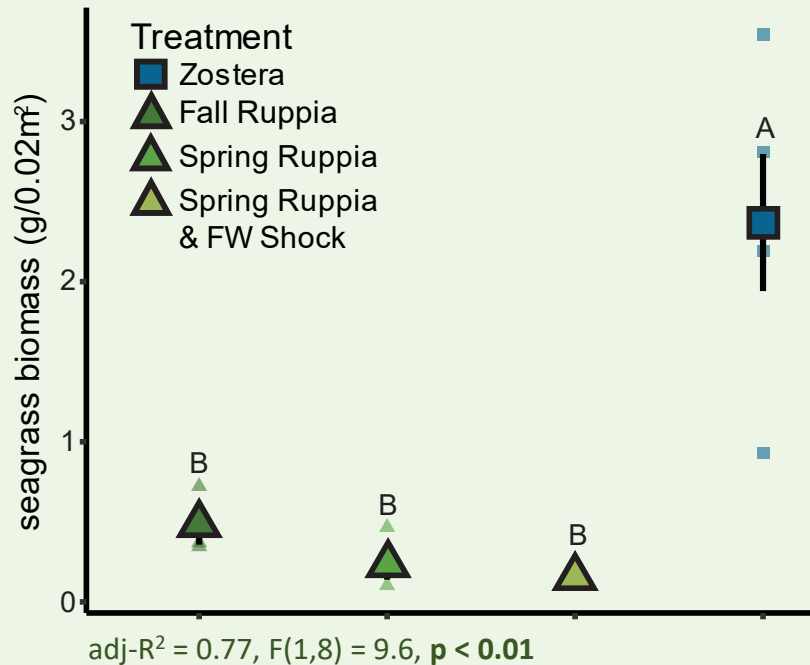 Treatment
Zostera
Fall Ruppia
Spring Ruppia
Spring Ruppia
& FW Shock
seagrass biomass (g/0.02m²)
3
2
1
0
A
B
B
B
adj-R² = 0.77, F(1,8) = 9.6, p < 0.01